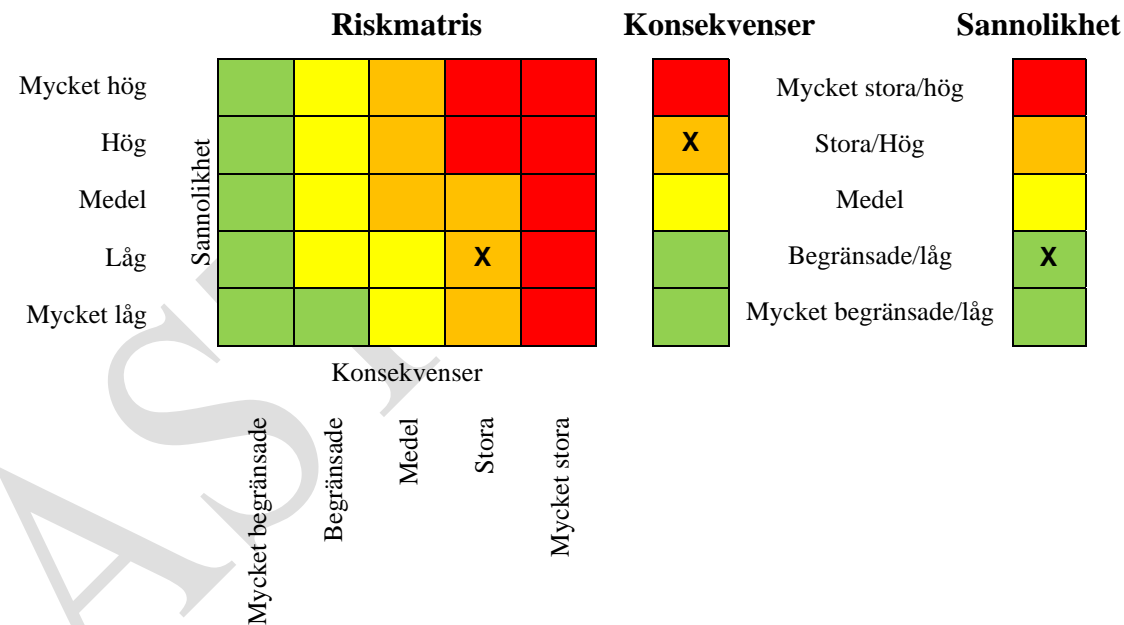 Riskmatris Konsekvenser Sannolikhet
Mycket hög Mycket stora/hög
Hög X Stora/Hög
Sannolikhet
Medel Medel
Låg X Begränsade/låg X
Mycket låg Mycket begränsade/låg
Konsekvenser
Mycket begränsade
Begränsade
Medel
Stora
Mycket stora